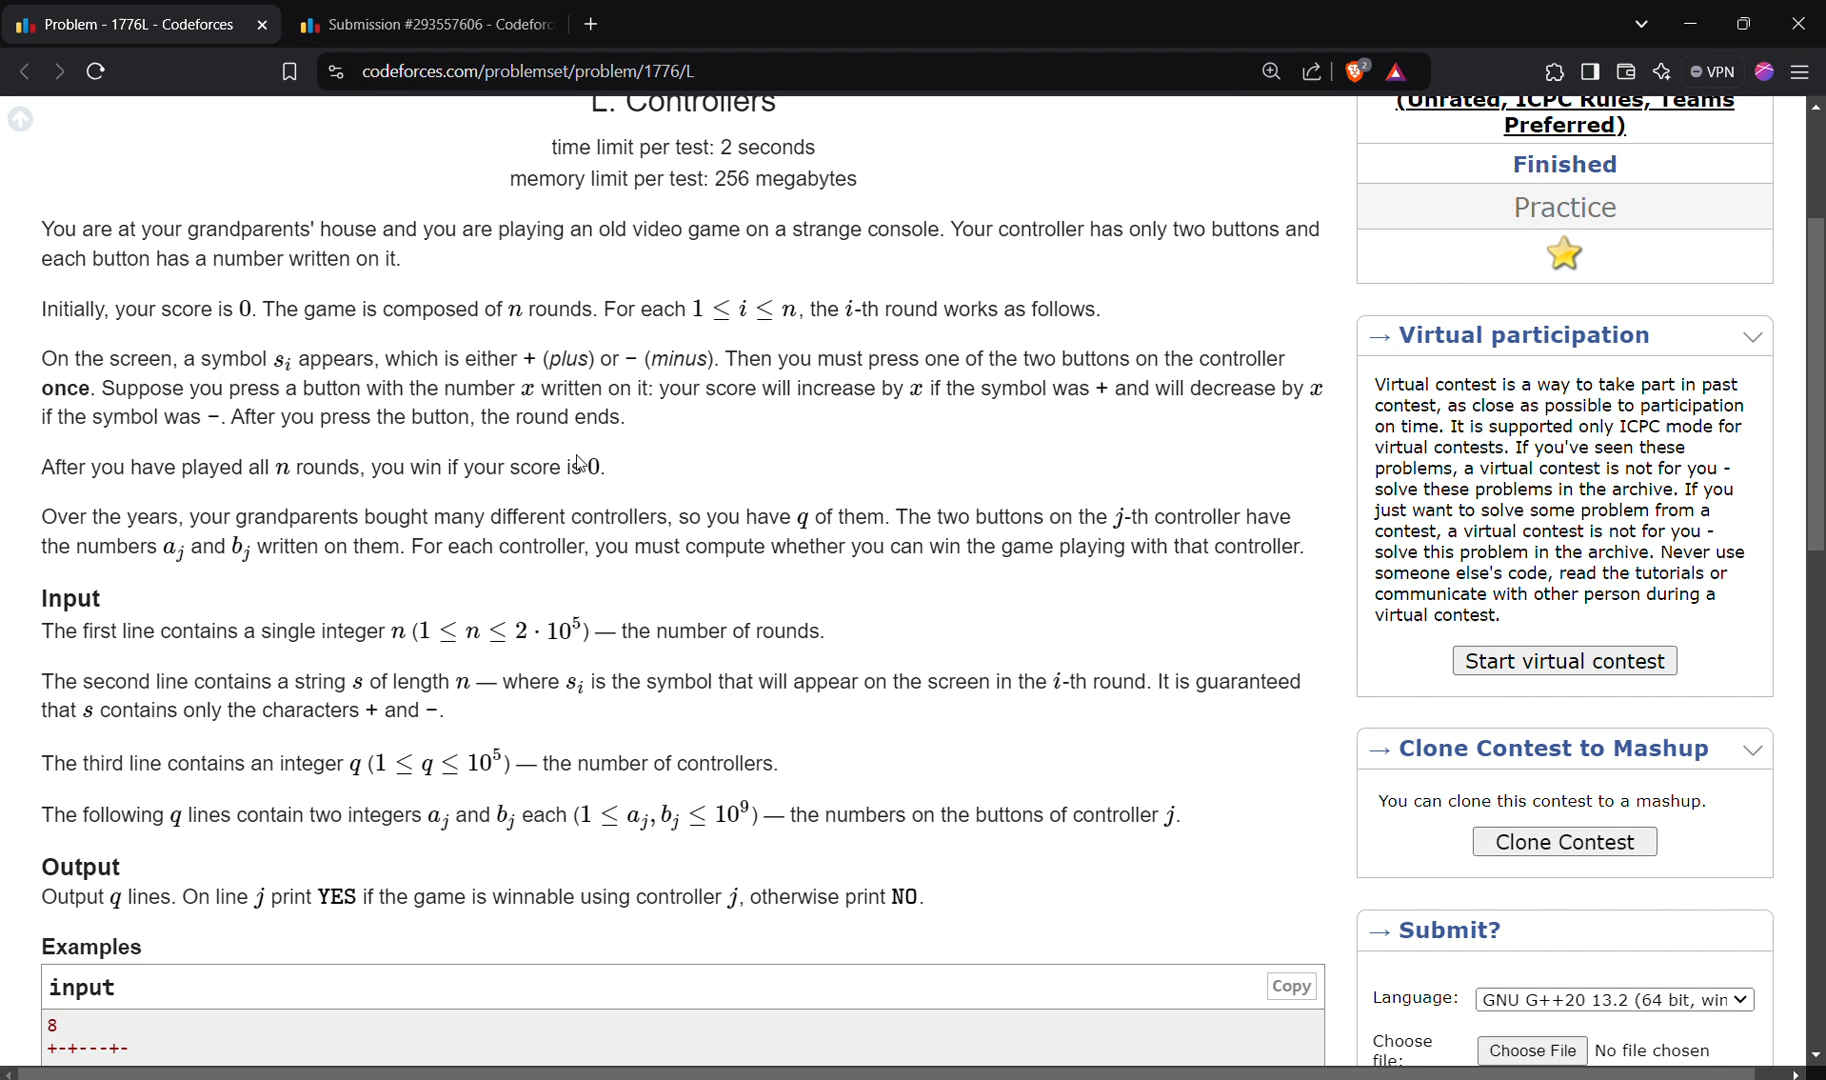 Problem - 1776L - Codeforces
Submission #293557606 - Codeforc
codeforces.com/problemset/problem/1776/L
2
VPN
L. Controllers
time limit per test: 2 seconds
memory limit per test: 256 megabytes
You are at your grandparents' house and you are playing an old video game on a strange console. Your controller has only two buttons and
each button has a number written on it.
Initially, your score is 0. The game is composed of n rounds. For each 1 ≤ i ≤ n, the i-th round works as follows.
On the screen, a symbol s_i appears, which is either + (plus) or - (minus). Then you must press one of the two buttons on the controller
once. Suppose you press a button with the number x written on it: your score will increase by x if the symbol was + and will decrease by x
if the symbol was -. After you press the button, the round ends.
After you have played all n rounds, you win if your score is 0.
Over the years, your grandparents bought many different controllers, so you have q of them. The two buttons on the j-th controller have
the numbers a_j and b_j written on them. For each controller, you must compute whether you can win the game playing with that controller.
Input
The first line contains a single integer n (1 ≤ n ≤ 2 · 10^5) — the number of rounds.
The second line contains a string s of length n — where s_i is the symbol that will appear on the screen in the i-th round. It is guaranteed
that s contains only the characters + and -.
The third line contains an integer q (1 ≤ q ≤ 10^5) — the number of controllers.
The following q lines contain two integers a_j and b_j each (1 ≤ a_j, b_j ≤ 10^9) — the numbers on the buttons of controller j.
Output
Output q lines. On line j print YES if the game is winnable using controller j, otherwise print NO.
Examples
input
Copy
8
+-+---+-
(Unrated, ICPC Rules, Teams
Preferred)
Finished
Practice
→ Virtual participation
Virtual contest is a way to take part in past
contest, as close as possible to participation
on time. It is supported only ICPC mode for
virtual contests. If you've seen these
problems, a virtual contest is not for you -
solve these problems in the archive. If you
just want to solve some problem from a
contest, a virtual contest is not for you -
solve this problem in the archive. Never use
someone else's code, read the tutorials or
communicate with other person during a
virtual contest.
Start virtual contest
→ Clone Contest to Mashup
You can clone this contest to a mashup.
Clone Contest
→ Submit?
Language: GNU G++20 13.2 (64 bit, win
Choose
file:
Choose File No file chosen